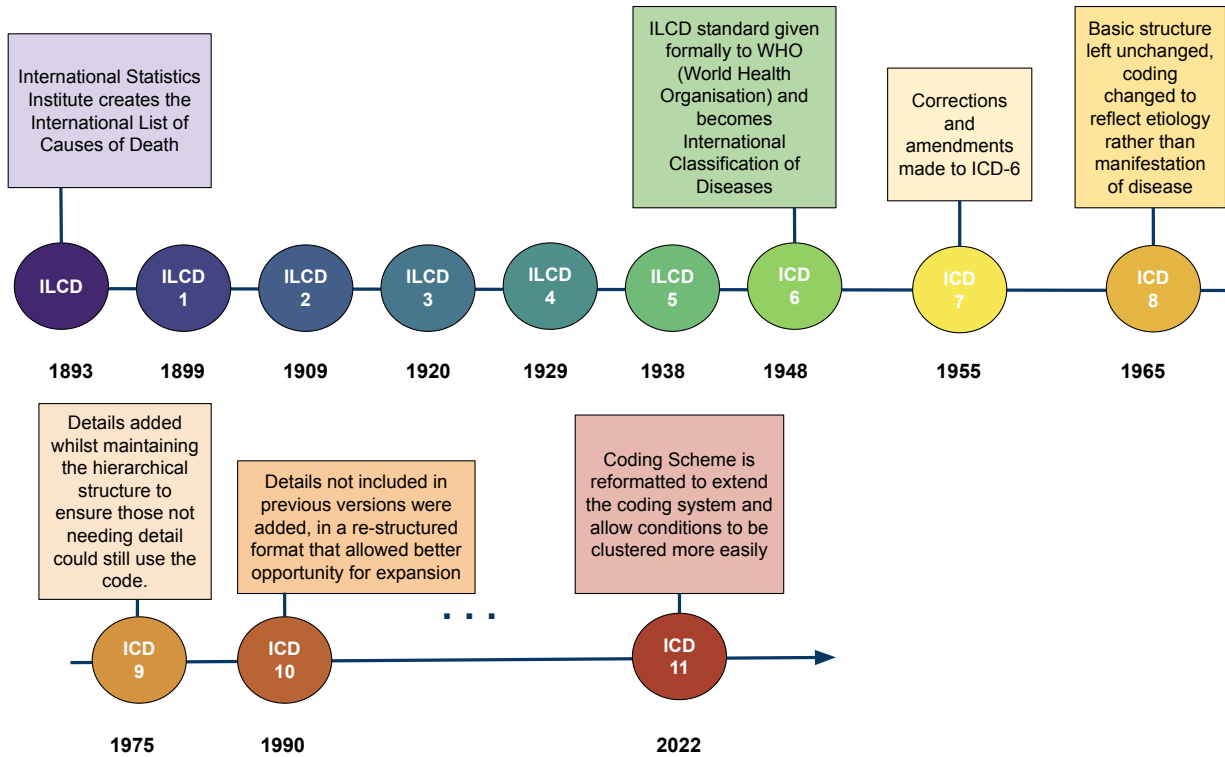 International Statistics
Institute creates the
International List of
Causes of Death
ILCD standard given
formally to WHO
(World Health
Organisation) and
becomes
International
Classification of
Diseases
Corrections
and
amendments
made to ICD-6
Basic structure
left unchanged,
coding
changed to
reflect etiology
rather than
manifestation
of disease
ILCD
ILCD
1
ILCD
2
ILCD
3
ILCD
4
ILCD
5
ICD
6
ICD
7
ICD
8
1893
1899
1909
1920
1929
1938
1948
1955
1965
Details added
whilst maintaining
the hierarchical
structure to
ensure those not
needing detail
could still use the
code.
Details not included in
previous versions were
added, in a re-structured
format that allowed better
opportunity for expansion
Coding Scheme is
reformatted to extend
the coding system and
allow conditions to be
clustered more easily
. . .
ICD
9
ICD
10
ICD
11
1975
1990
2022